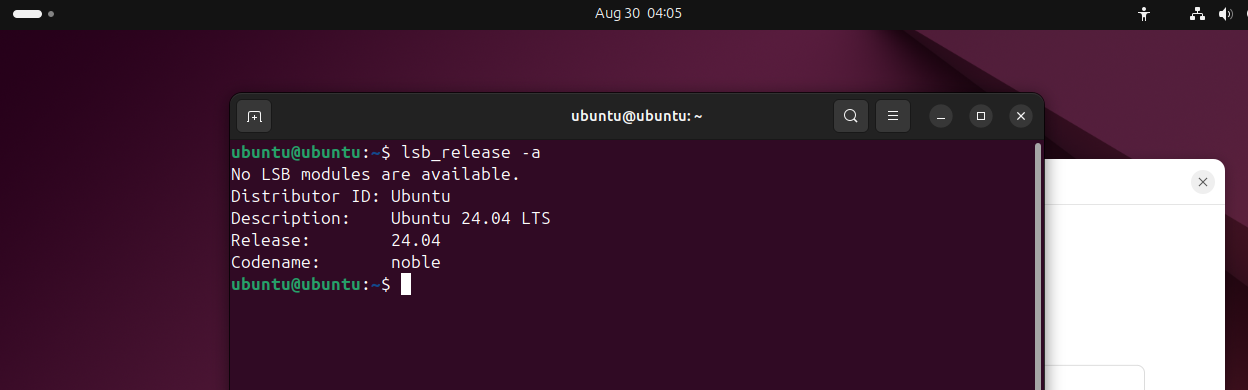 Aug 30 04:05
ubuntu@ubuntu: ~
ubuntu@ubuntu:~$ lsb_release -a
No LSB modules are available.
Distributor ID: Ubuntu
Description:    Ubuntu 24.04 LTS
Release:        24.04
Codename:       noble
ubuntu@ubuntu:~$